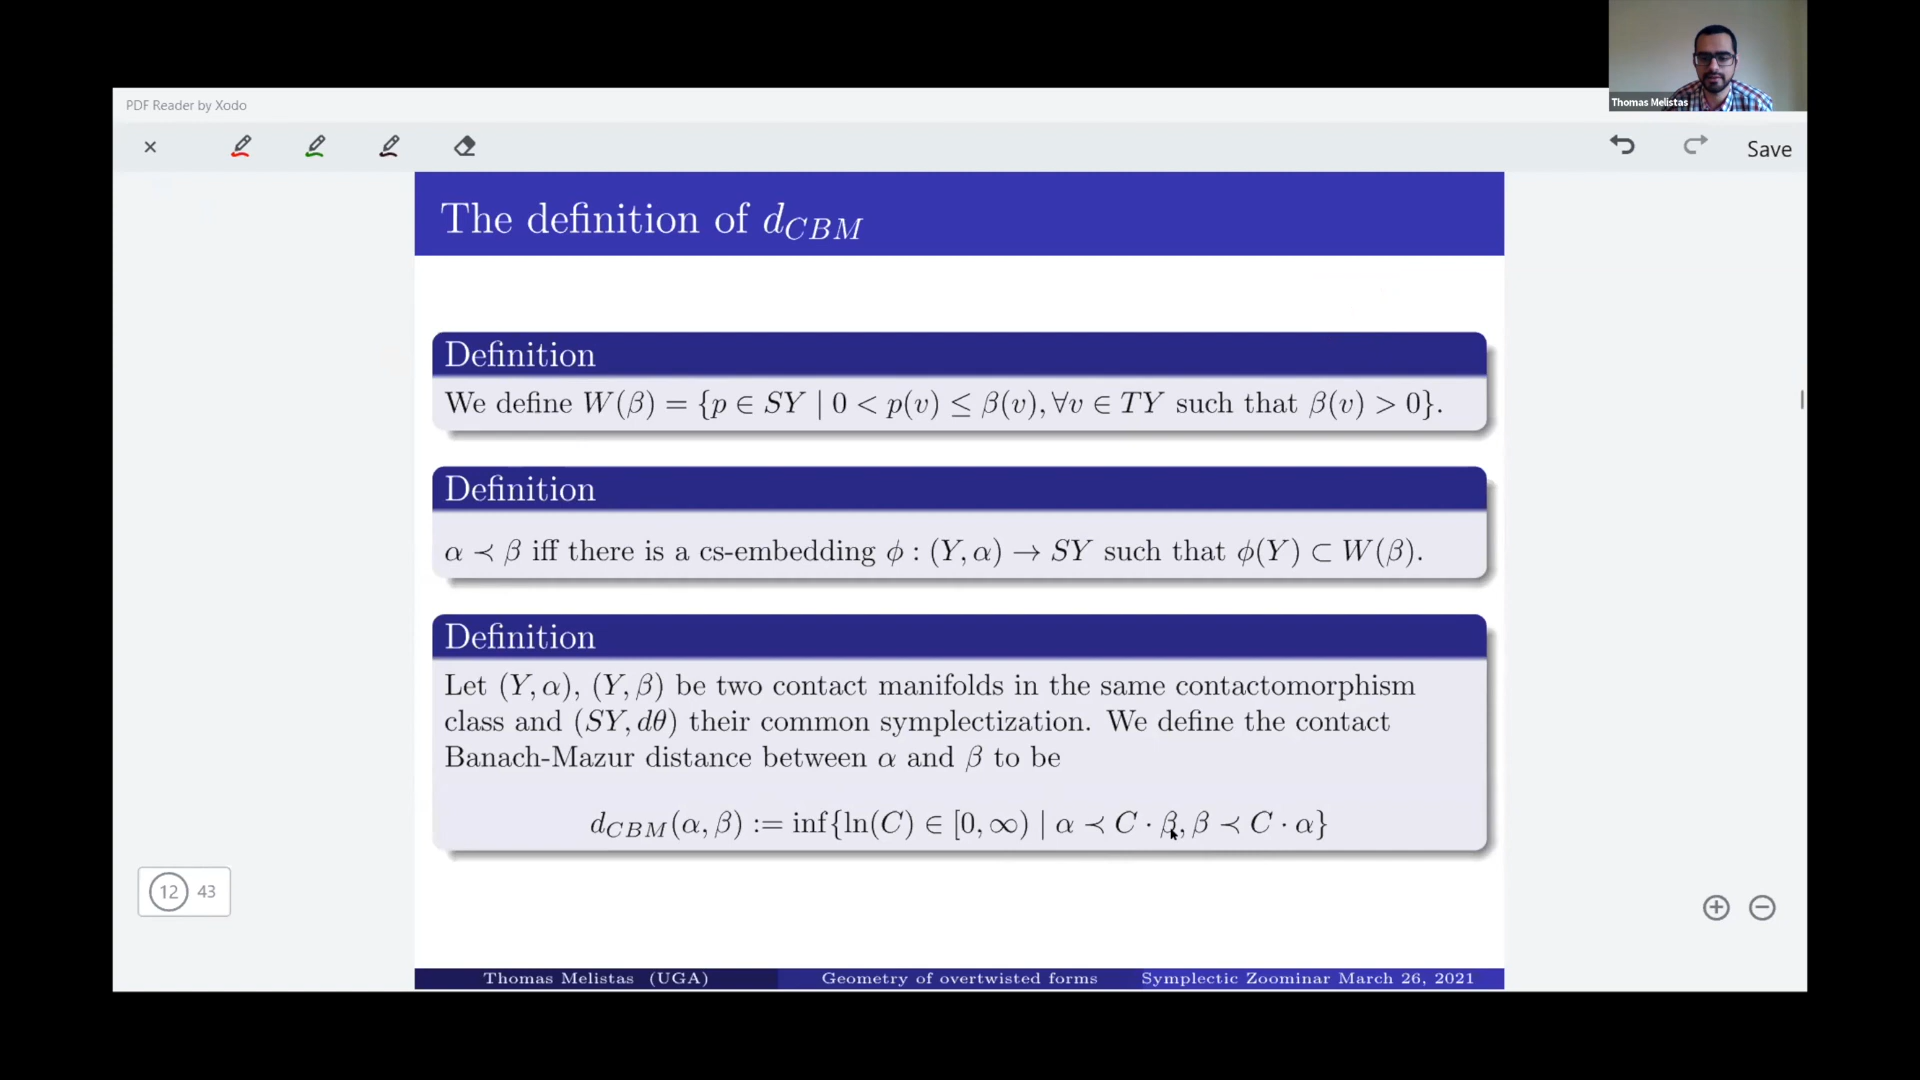 Thomas Melistas
PDF Reader by Xodo
Save
The definition of d_{CBM}
Definition
We define W(β) = {p ∈ SY | 0 < p(v) ≤ β(v), ∀v ∈ TY such that β(v) > 0}.
Definition
α ≺ β iff there is a cs-embedding ϕ : (Y, α) → SY such that ϕ(Y) ⊂ W(β).
Definition
Let (Y, α), (Y, β) be two contact manifolds in the same contactomorphism
class and (SY, dθ) their common symplectization. We define the contact
Banach-Mazur distance between α and β to be
d_{CBM}(α, β) := inf{ln(C) ∈ [0, ∞) | α ≺ C · β, β ≺ C · α}
12 43
Thomas Melistas (UGA) Geometry of overtwisted forms Symplectic Zoominar March 26, 2021